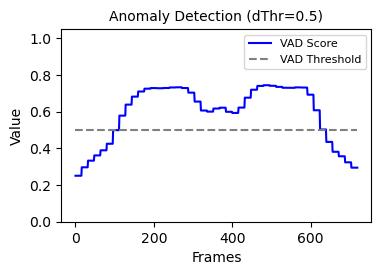 Anomaly Detection (dThr=0.5)
VAD Score
VAD Threshold
1.0
0.8
0.6
0.4
0.2
0.0
Value
0
200
400
600
Frames